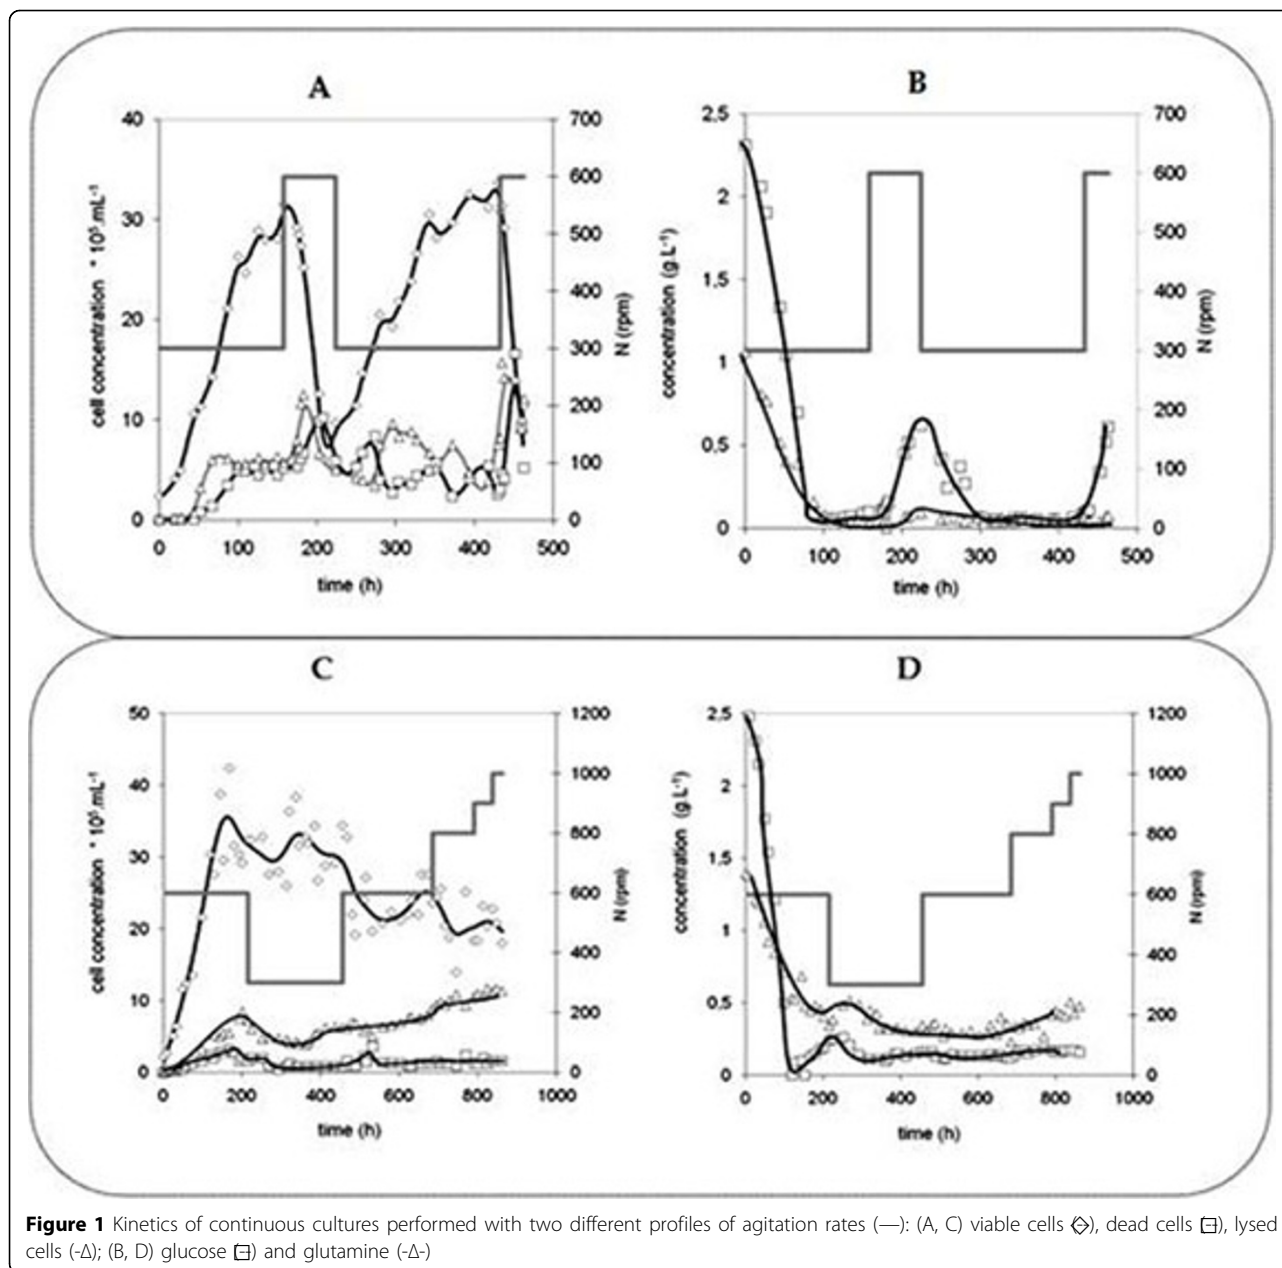 A
B
40
30
20
10
0
cell concentration * 10⁵.mL⁻¹
700
600
500
400
300
200
100
0
N (rpm)
0 100 200 300 400 500
time (h)
2,5
2
1,5
1
0,5
0
concentration (g.L⁻¹)
700
600
500
400
300
200
100
0
N (rpm)
0 100 200 300 400 500
time (h)
C
D
50
40
30
20
10
0
cell concentration * 10⁵.mL⁻¹
1200
1000
800
600
400
200
0
N (rpm)
0 200 400 600 800 1000
time (h)
2,5
2
1,5
1
0,5
0
concentration (g.L⁻¹)
1200
1000
800
600
400
200
0
N (rpm)
0 200 400 600 800 1000
time (h)
Figure 1 Kinetics of continuous cultures performed with two different profiles of agitation rates (—): (A, C) viable cells (-◇-), dead cells (-□-), lysed
cells (-Δ); (B, D) glucose (-□-) and glutamine (-Δ-)